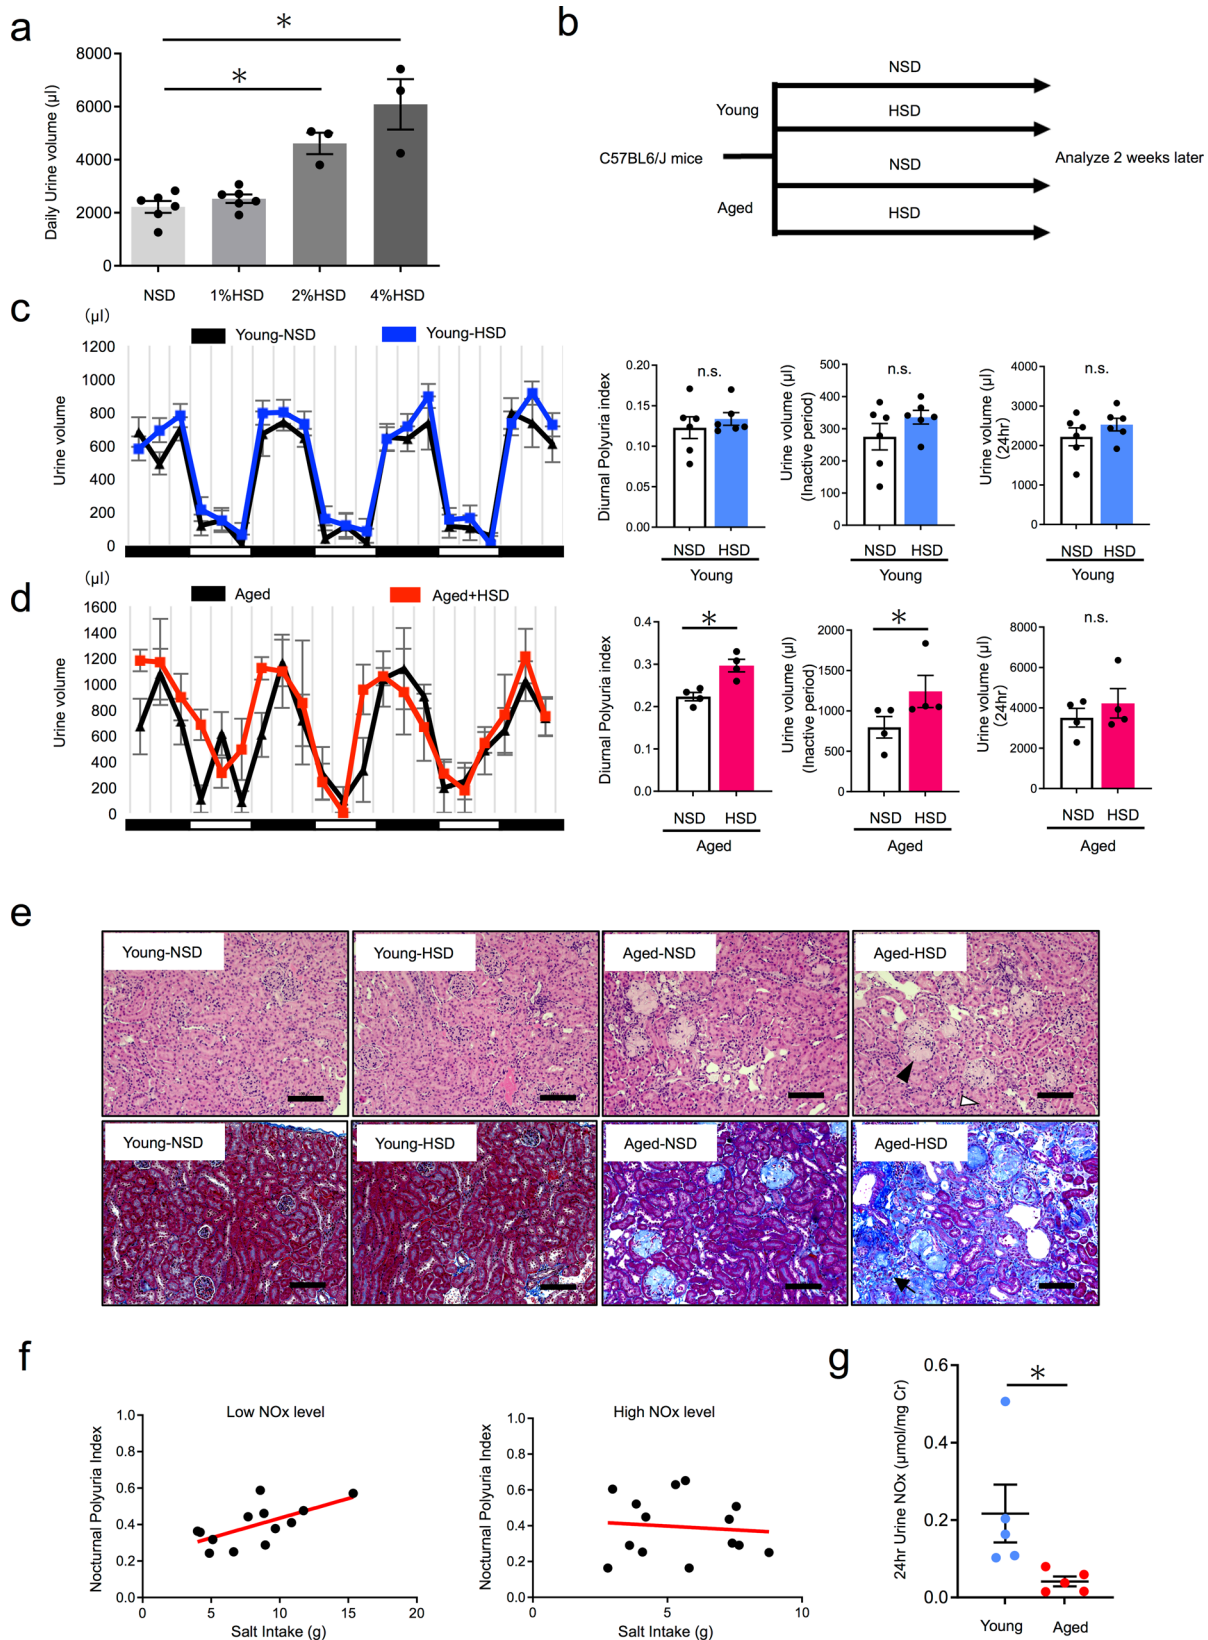 a
Daily Urine volume (μl)
8000
6000
4000
2000
0
*
*
NSD 1%HSD 2%HSD 4%HSD
b
C57BL6/J mice
Young
Aged
NSD
HSD
NSD
HSD
Analyze 2 weeks later
c
(μl)
Young-NSD Young-HSD
Urine volume
1200
1000
800
600
400
200
0
Diurnal Polyuria index
0.20
0.15
0.10
0.05
0.00
n.s.
NSD HSD
Young
Urine volume (μl)
(Inactive period)
500
400
300
200
100
0
n.s.
NSD HSD
Young
Urine volume (μl)
(24hr)
4000
3000
2000
1000
0
n.s.
NSD HSD
Young
d
(μl)
Aged Aged+HSD
Urine volume
1600
1400
1200
1000
800
600
400
200
0
Diurnal Polyuria index
0.4
0.3
0.2
0.1
0.0
*
NSD HSD
Aged
Urine volume (μl)
(Inactive period)
2000
1500
1000
500
0
*
NSD HSD
Aged
Urine volume (μl)
(24hr)
8000
6000
4000
2000
0
n.s.
NSD HSD
Aged
e
Young-NSD Young-HSD Aged-NSD Aged-HSD
Young-NSD Young-HSD Aged-NSD Aged-HSD
f
Low NOx level
Nocturnal Polyuria Index
1.0
0.8
0.6
0.4
0.2
0.0
0 5 10 15 20
Salt Intake (g)
High NOx level
Nocturnal Polyuria Index
1.0
0.8
0.6
0.4
0.2
0.0
0 5 10
Salt Intake (g)
g
24hr Urine NOx (μmol/mg Cr)
0.6
0.4
0.2
0.0
*
Young Aged